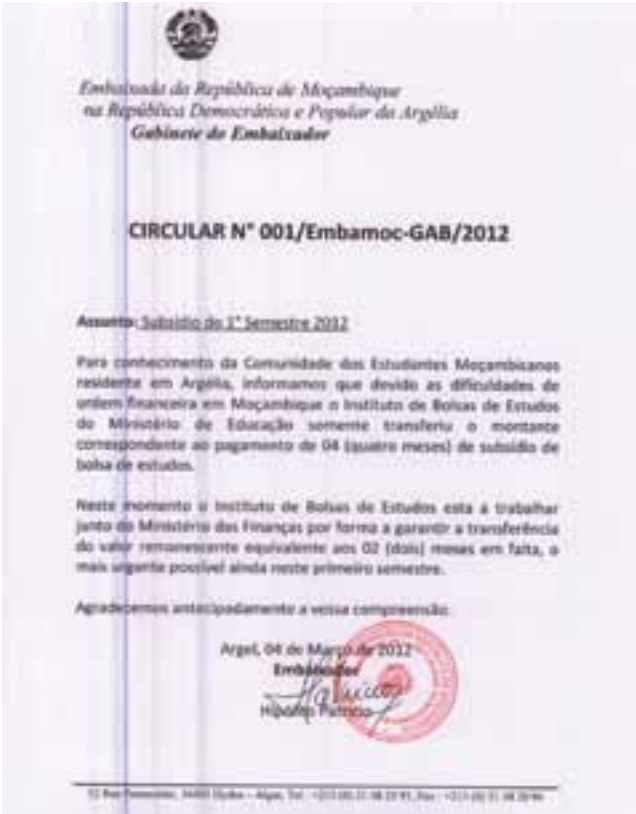 Embaixada da República de Moçambique
na República Democrática e Popular da Argélia
Gabinete do Embaixador
CIRCULAR N° 001/Embamoc-GAB/2012
Assunto: Subsídio do 1° Semestre 2012
Para conhecimento da Comunidade dos Estudantes Moçambicanos
residente em Argélia, informamos que devido as dificuldades de
ordem financeira em Moçambique o Instituto de Bolsas de Estudos
do Ministério de Educação somente transferiu o montante
correspondente ao pagamento de 04 (quatro meses) de subsídio de
bolsa de estudos.
Neste momento o Instituto de Bolsas de Estudos esta a trabalhar
junto do Ministério das Finanças por forma a garantir a transferência
do valor remanescente equivalente aos 02 (dois) meses em falta, o
mais urgente possível ainda neste primeiro semestre.
Agradecemos antecipadamente a vossa compreensão.
Argel, 04 de Março de 2012
Embaixador
Hipólito Patrício